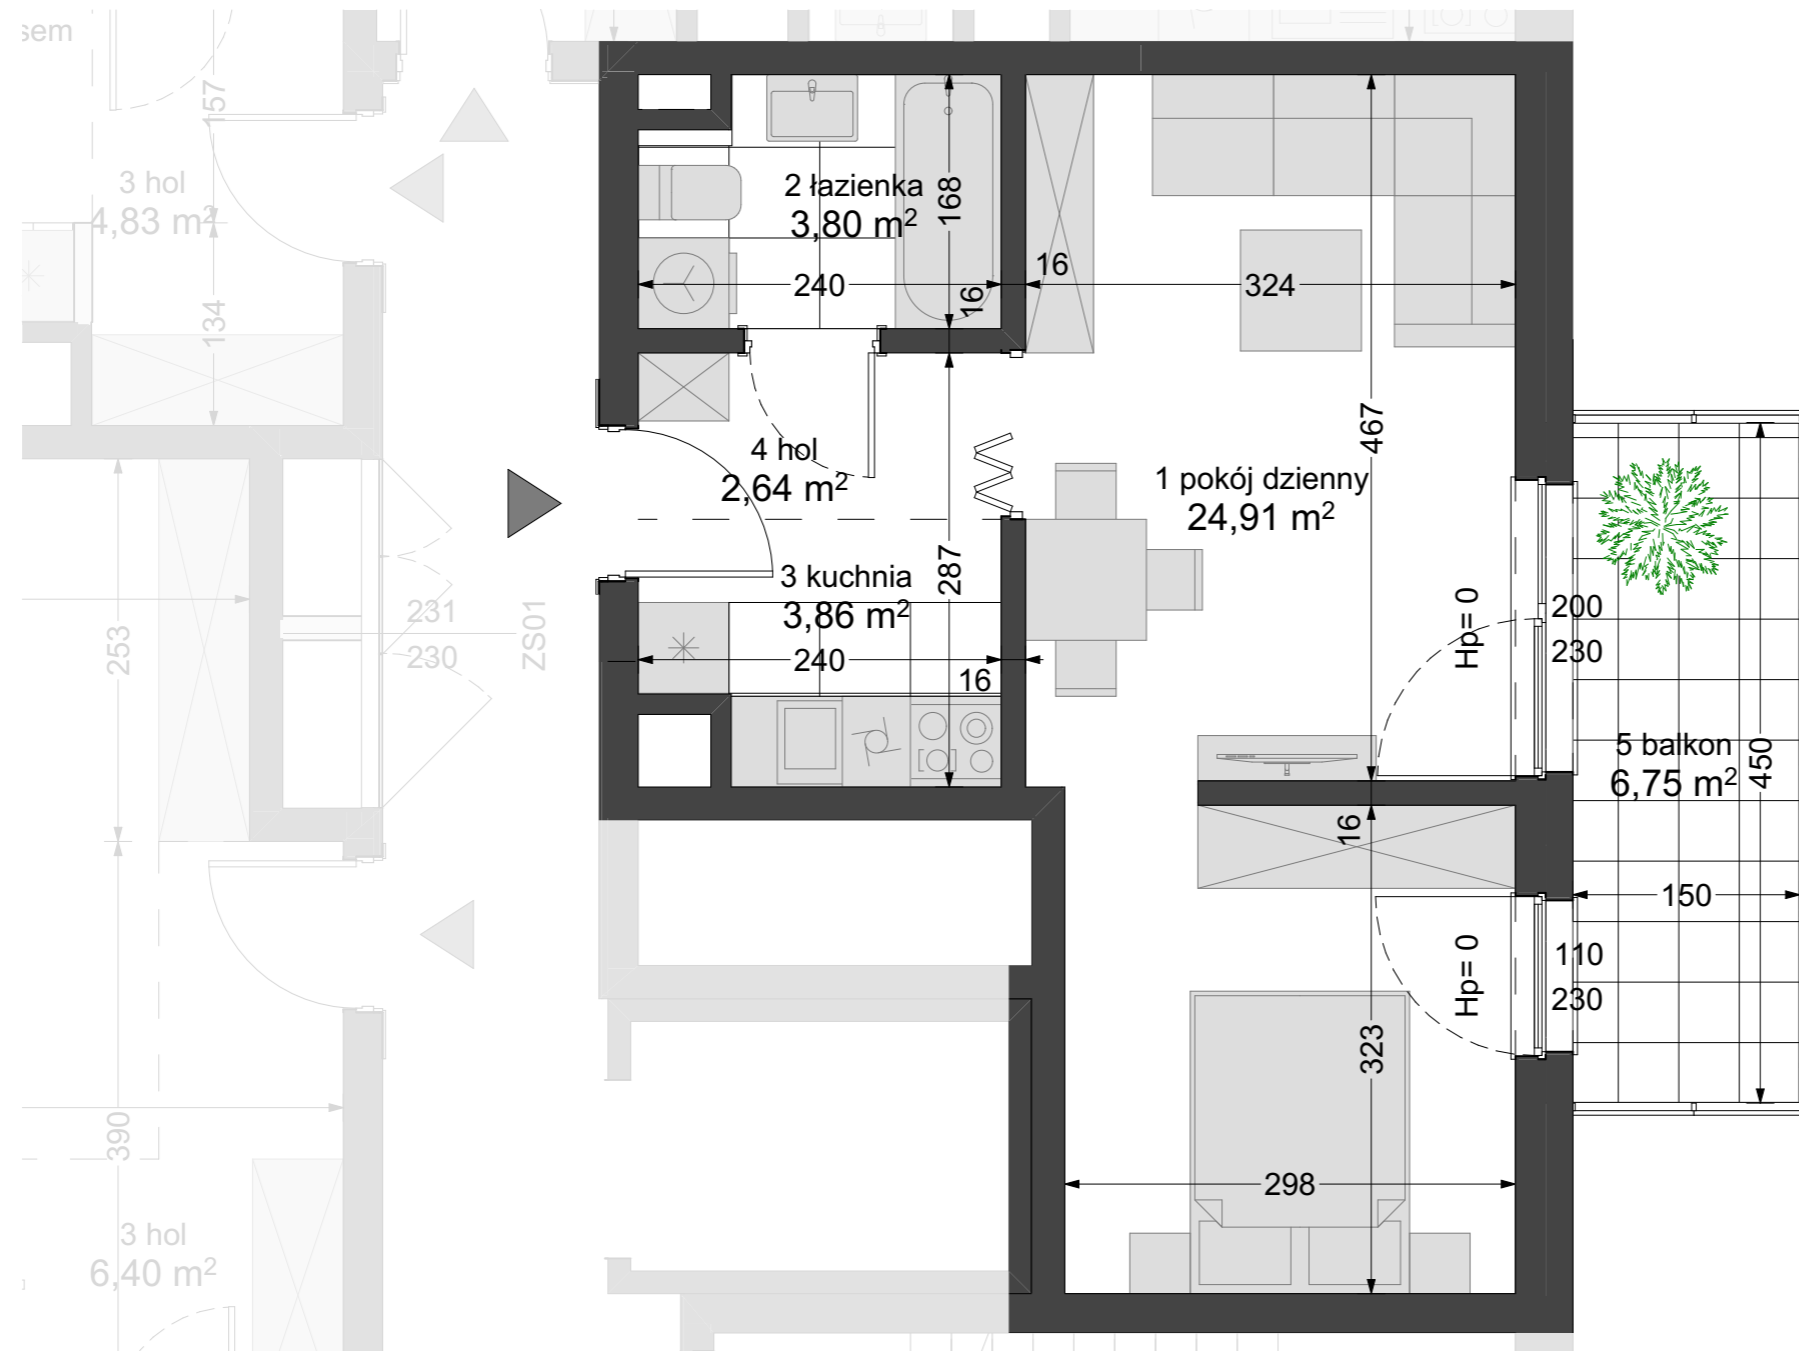 sem
157
3 hol
4,83 m²
134
253
231
230
ZS01
390
3 hol
6,40 m²
2 łazienka
3,80 m²
168
240
16
16
324
467
4 hol
2,64 m²
1 pokój dzienny
24,91 m²
287
3 kuchnia
3,86 m²
240
16
Hp= 0
200
230
5 balkon
6,75 m²
450
16
150
Hp= 0
110
230
323
298